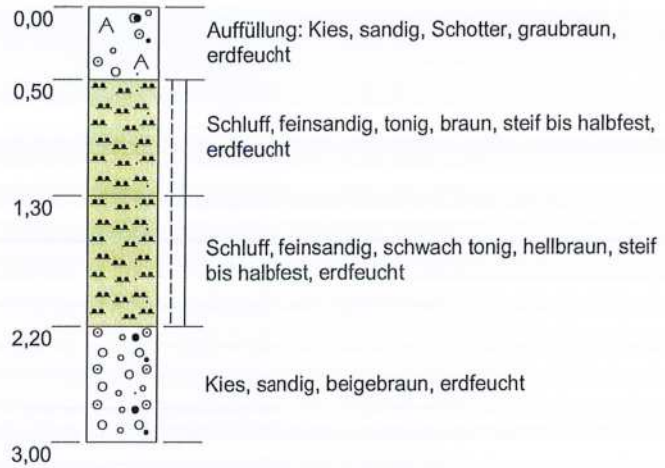 0,00
Auffüllung: Kies, sandig, Schotter, graubraun,
erdfeucht
0,50
Schluff, feinsandig, tonig, braun, steif bis halbfest,
erdfeucht
1,30
Schluff, feinsandig, schwach tonig, hellbraun, steif
bis halbfest, erdfeucht
2,20
Kies, sandig, beigebraun, erdfeucht
3,00